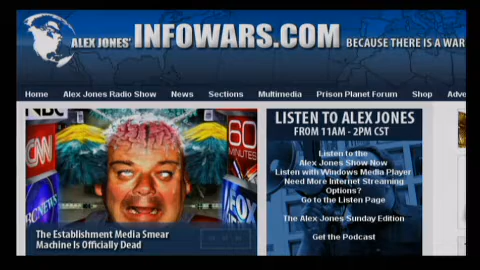 ALEX JONES' INFOWARS.COM BECAUSE THERE IS A WAR
Home Alex Jones Radio Show News Sections Multimedia Prison Planet Forum Shop Adve
NBC
CNN
60
MINUTES
NBC NEWS
FOX
The Establishment Media Smear
Machine Is Officially Dead
LISTEN TO ALEX JONES
FROM 11AM - 2PM CST
Listen to the
Alex Jones Show Now
Listen with Windows Media Player
Need More Internet Streaming
Options?
Go to the Listen Page
The Alex Jones Sunday Edition
Get the Podcast